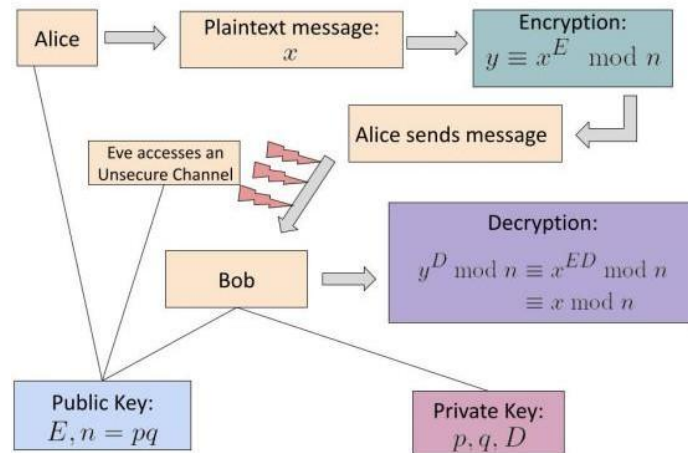 Alice
Plaintext message:
x
Encryption:
y ≡ x^E mod n
Alice sends message
Eve accesses an
Unsecure Channel
Bob
Decryption:
y^D mod n ≡ x^{ED} mod n
≡ x mod n
Public Key:
E, n = pq
Private Key:
p, q, D